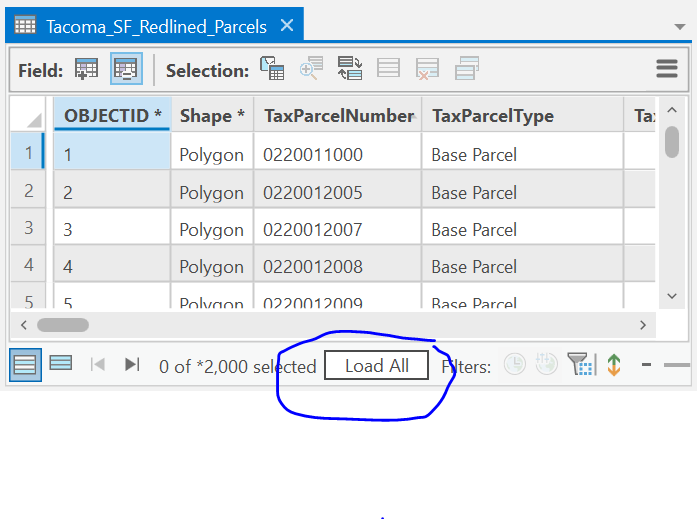 Tacoma_SF_Redlined_Parcels
Field: Selection:
OBJECTID * Shape * TaxParcelNumber TaxParcelType Tax
1 1 Polygon 0220011000 Base Parcel
2 2 Polygon 0220012005 Base Parcel
3 3 Polygon 0220012007 Base Parcel
4 4 Polygon 0220012008 Base Parcel
5 5 Polygon 0220012009 Base Parcel
0 of *2,000 selected Load All Filters: